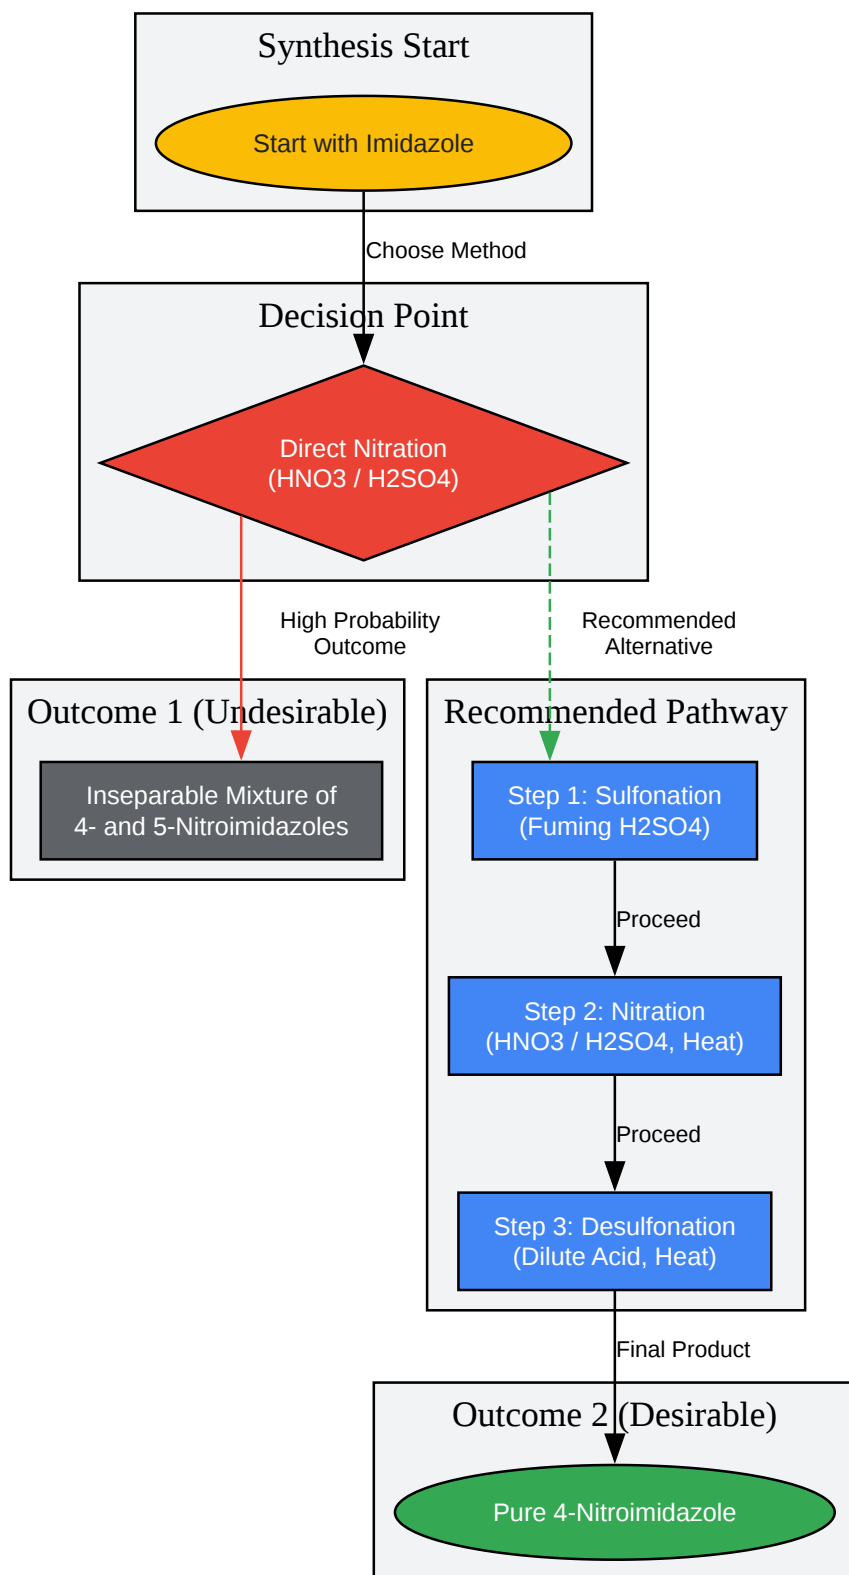 Synthesis Start
Start with Imidazole
Choose Method
Decision Point
Direct Nitration
(HNO3 / H2SO4)
High Probability
Outcome
Recommended
Alternative
Outcome 1 (Undesirable)
Inseparable Mixture of
4- and 5-Nitroimidazoles
Recommended Pathway
Step 1: Sulfonation
(Fuming H2SO4)
Proceed
Step 2: Nitration
(HNO3 / H2SO4, Heat)
Proceed
Step 3: Desulfonation
(Dilute Acid, Heat)
Final Product
Outcome 2 (Desirable)
Pure 4-Nitroimidazole